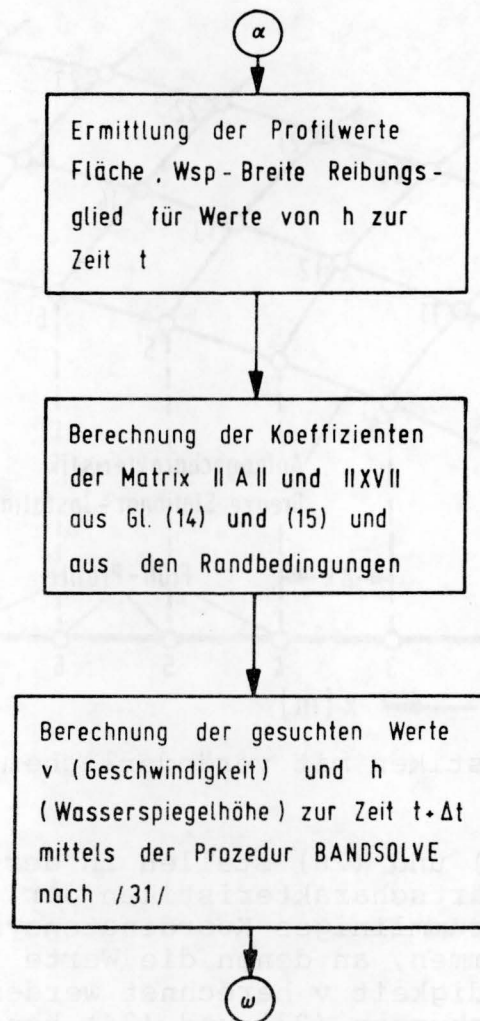 α
Ermittlung der Profilwerte
Fläche, Wsp-Breite Reibungs-
glied für Werte von h zur
Zeit t
Berechnung der Koeffizienten
der Matrix ||A|| und ||XV||
aus Gl. (14) und (15) und
aus den Randbedingungen
Berechnung der gesuchten Werte
v (Geschwindigkeit) und h
(Wasserspiegelhöhe) zur Zeit t+Δt
mittels der Prozedur BANDSOLVE
nach /31/
ω